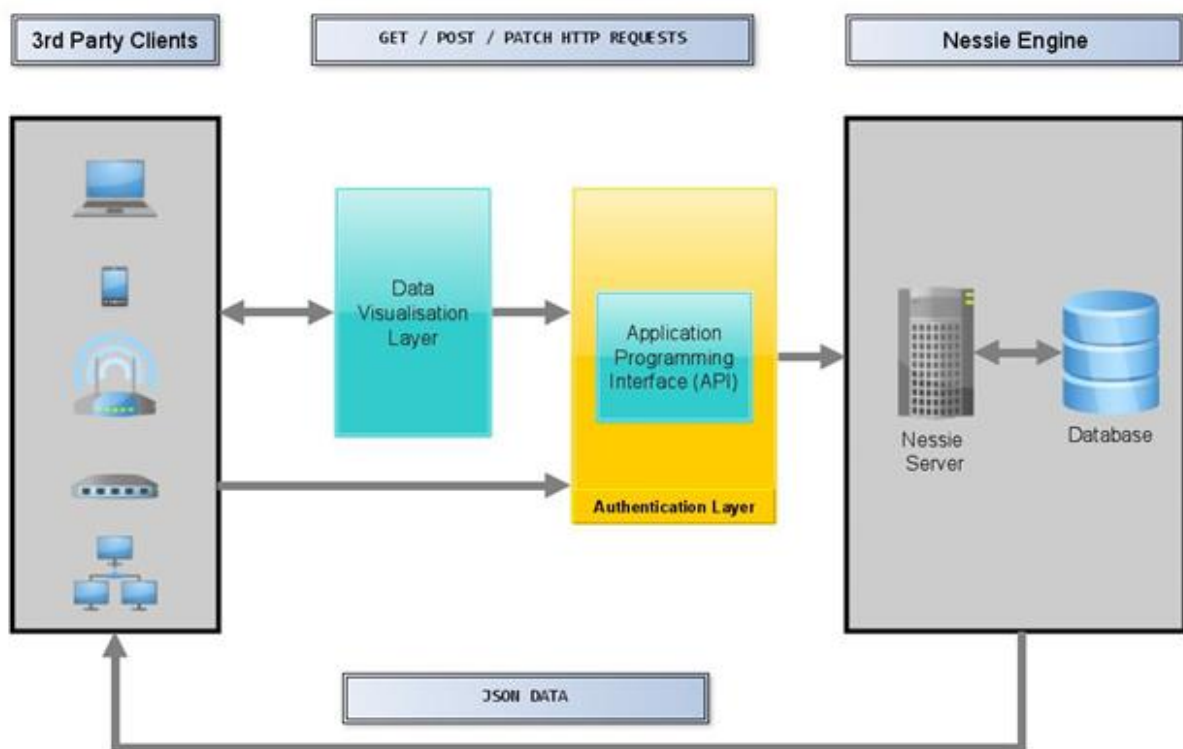 3rd Party Clients
GET / POST / PATCH HTTP REQUESTS
Nessie Engine
Data
Visualisation
Layer
Application
Programming
Interface (API)
Authentication Layer
Nessie
Server
Database
JSON DATA